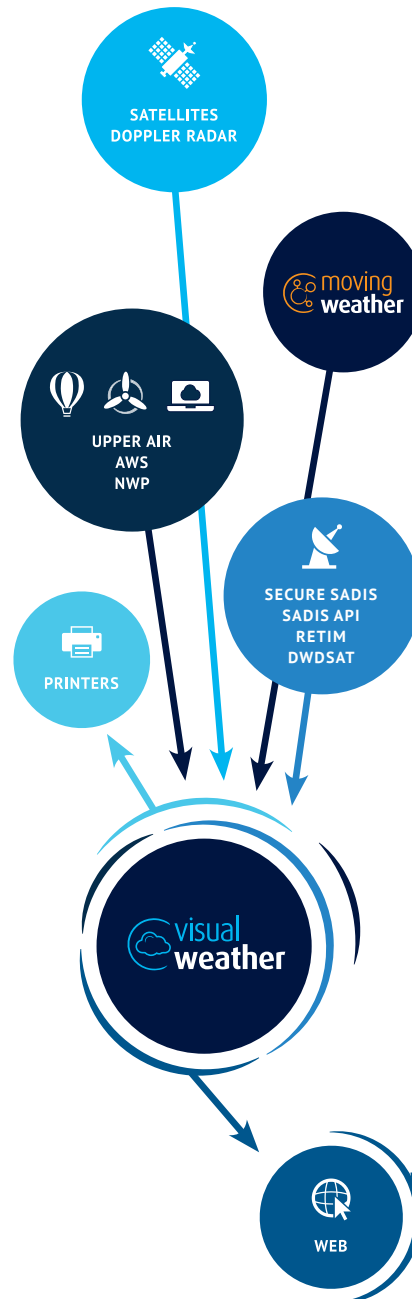 SATELLITES
DOPPLER RADAR
moving
weather
UPPER AIR
AWS
NWP
SECURE SADIS
SADIS API
RETIM
DWDSAT
PRINTERS
visual
weather
WEB